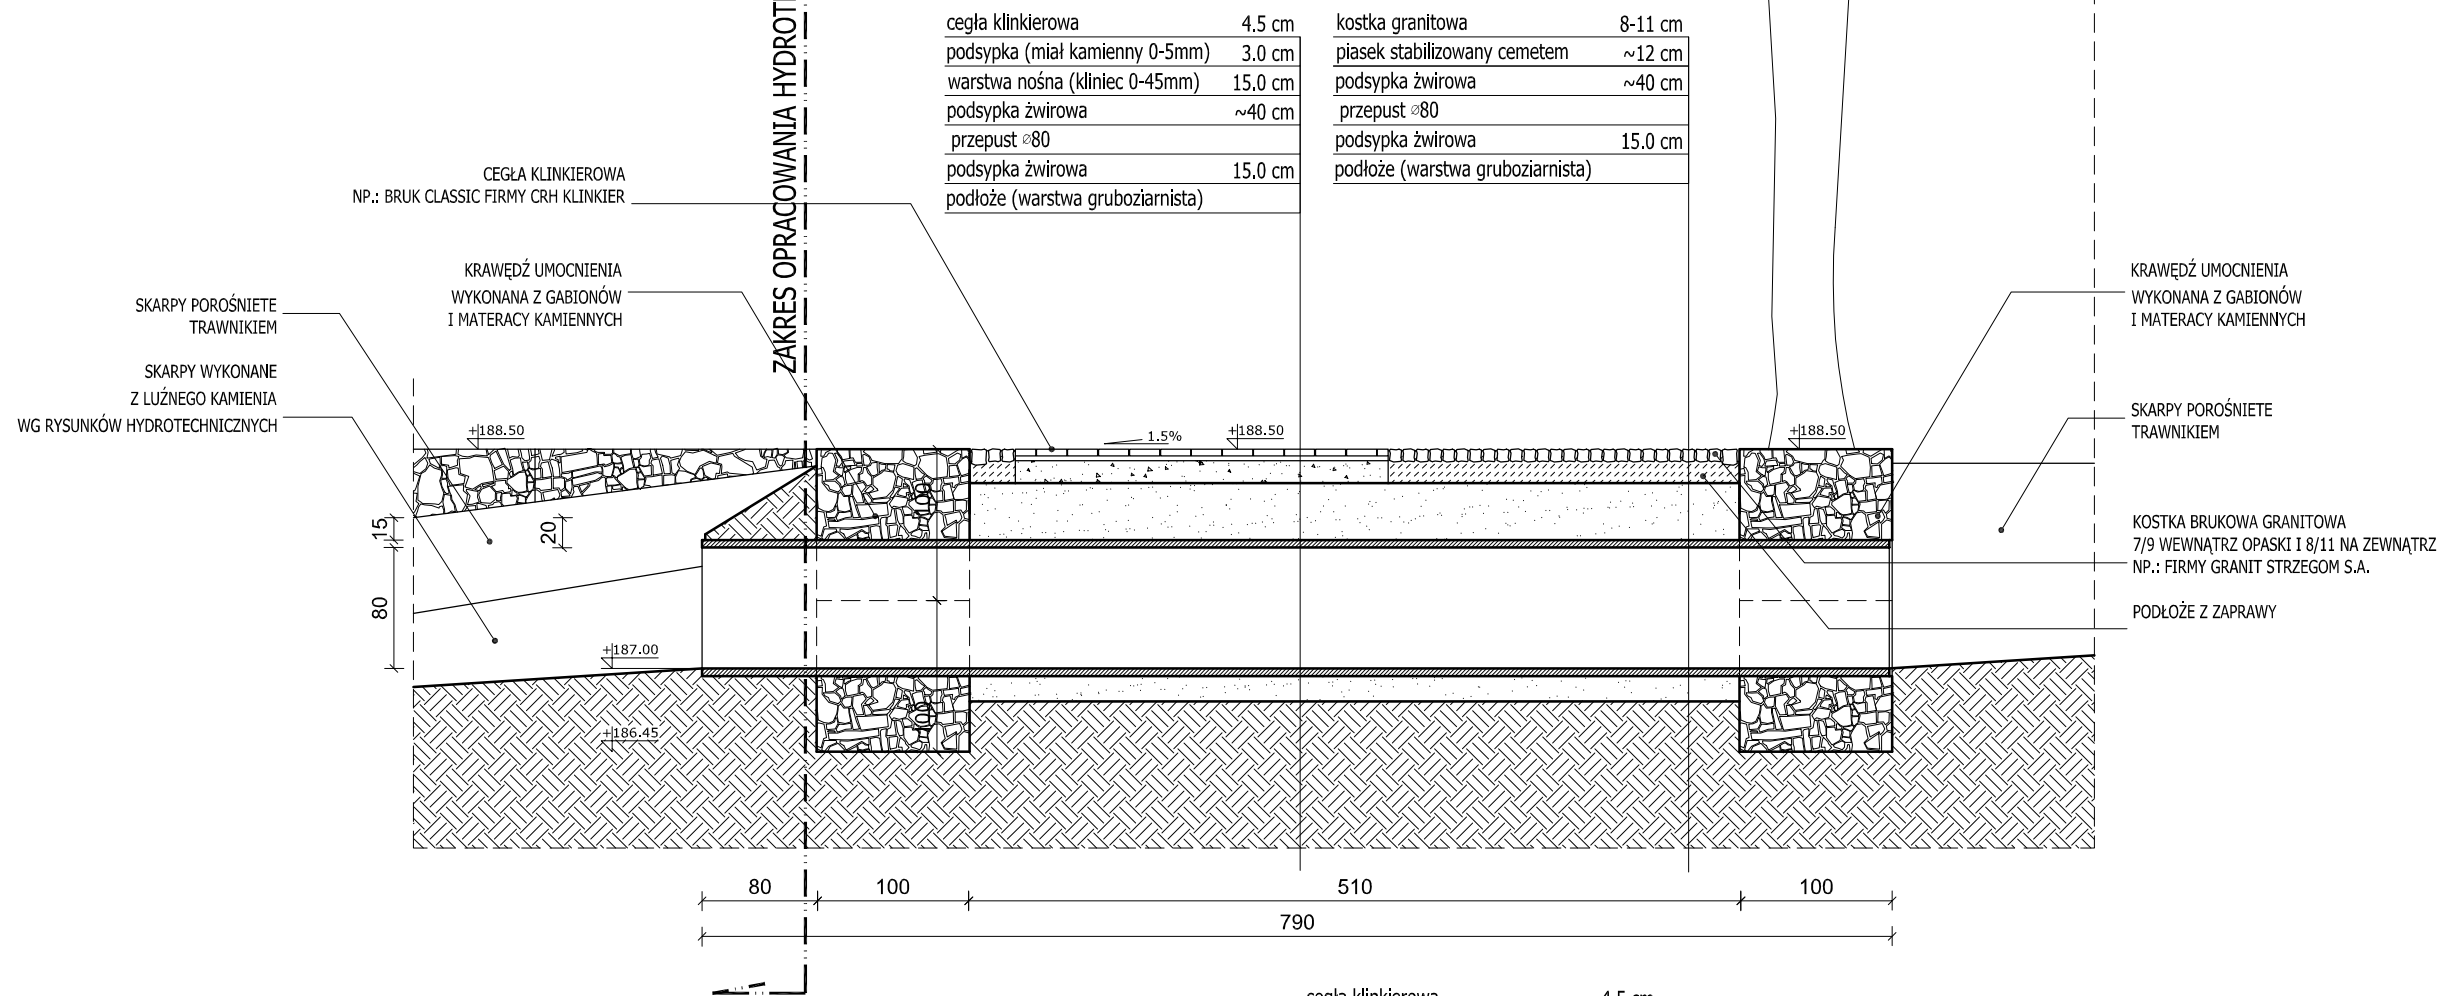 ZAKRES OPRACOWANIA HYDROT
cegła klinkierowa 4.5 cm
podsypka (miał kamienny 0-5mm) 3.0 cm
warstwa nośna (kliniec 0-45mm) 15.0 cm
podsypka żwirowa ~40 cm
przepust ⌀80
podsypka żwirowa 15.0 cm
podłoże (warstwa gruboziarnista)
kostka granitowa 8-11 cm
piasek stabilizowany cemetem ~12 cm
podsypka żwirowa ~40 cm
przepust ⌀80
podsypka żwirowa 15.0 cm
podłoże (warstwa gruboziarnista)
CEGŁA KLINKIEROWA
NP.: BRUK CLASSIC FIRMY CRH KLINKIER
KRAWĘDŹ UMOCNIENIA
WYKONANA Z GABIONÓW
I MATERACY KAMIENNYCH
SKARPY POROŚNIETE
TRAWNIKIEM
SKARPY WYKONANE
Z LUŹNEGO KAMIENIA
WG RYSUNKÓW HYDROTECHNICZNYCH
KRAWĘDŹ UMOCNIENIA
WYKONANA Z GABIONÓW
I MATERACY KAMIENNYCH
SKARPY POROŚNIETE
TRAWNIKIEM
KOSTKA BRUKOWA GRANITOWA
7/9 WEWNĄTRZ OPASKI I 8/11 NA ZEWNĄTRZ
NP.: FIRMY GRANIT STRZEGOM S.A.
PODŁOŻE Z ZAPRAWY
+188.50
1.5%
+188.50
+188.50
15
20
100
80
+187.00
+186.45
100
80
100
510
100
790
cegła klinkierowa 4.5 cm